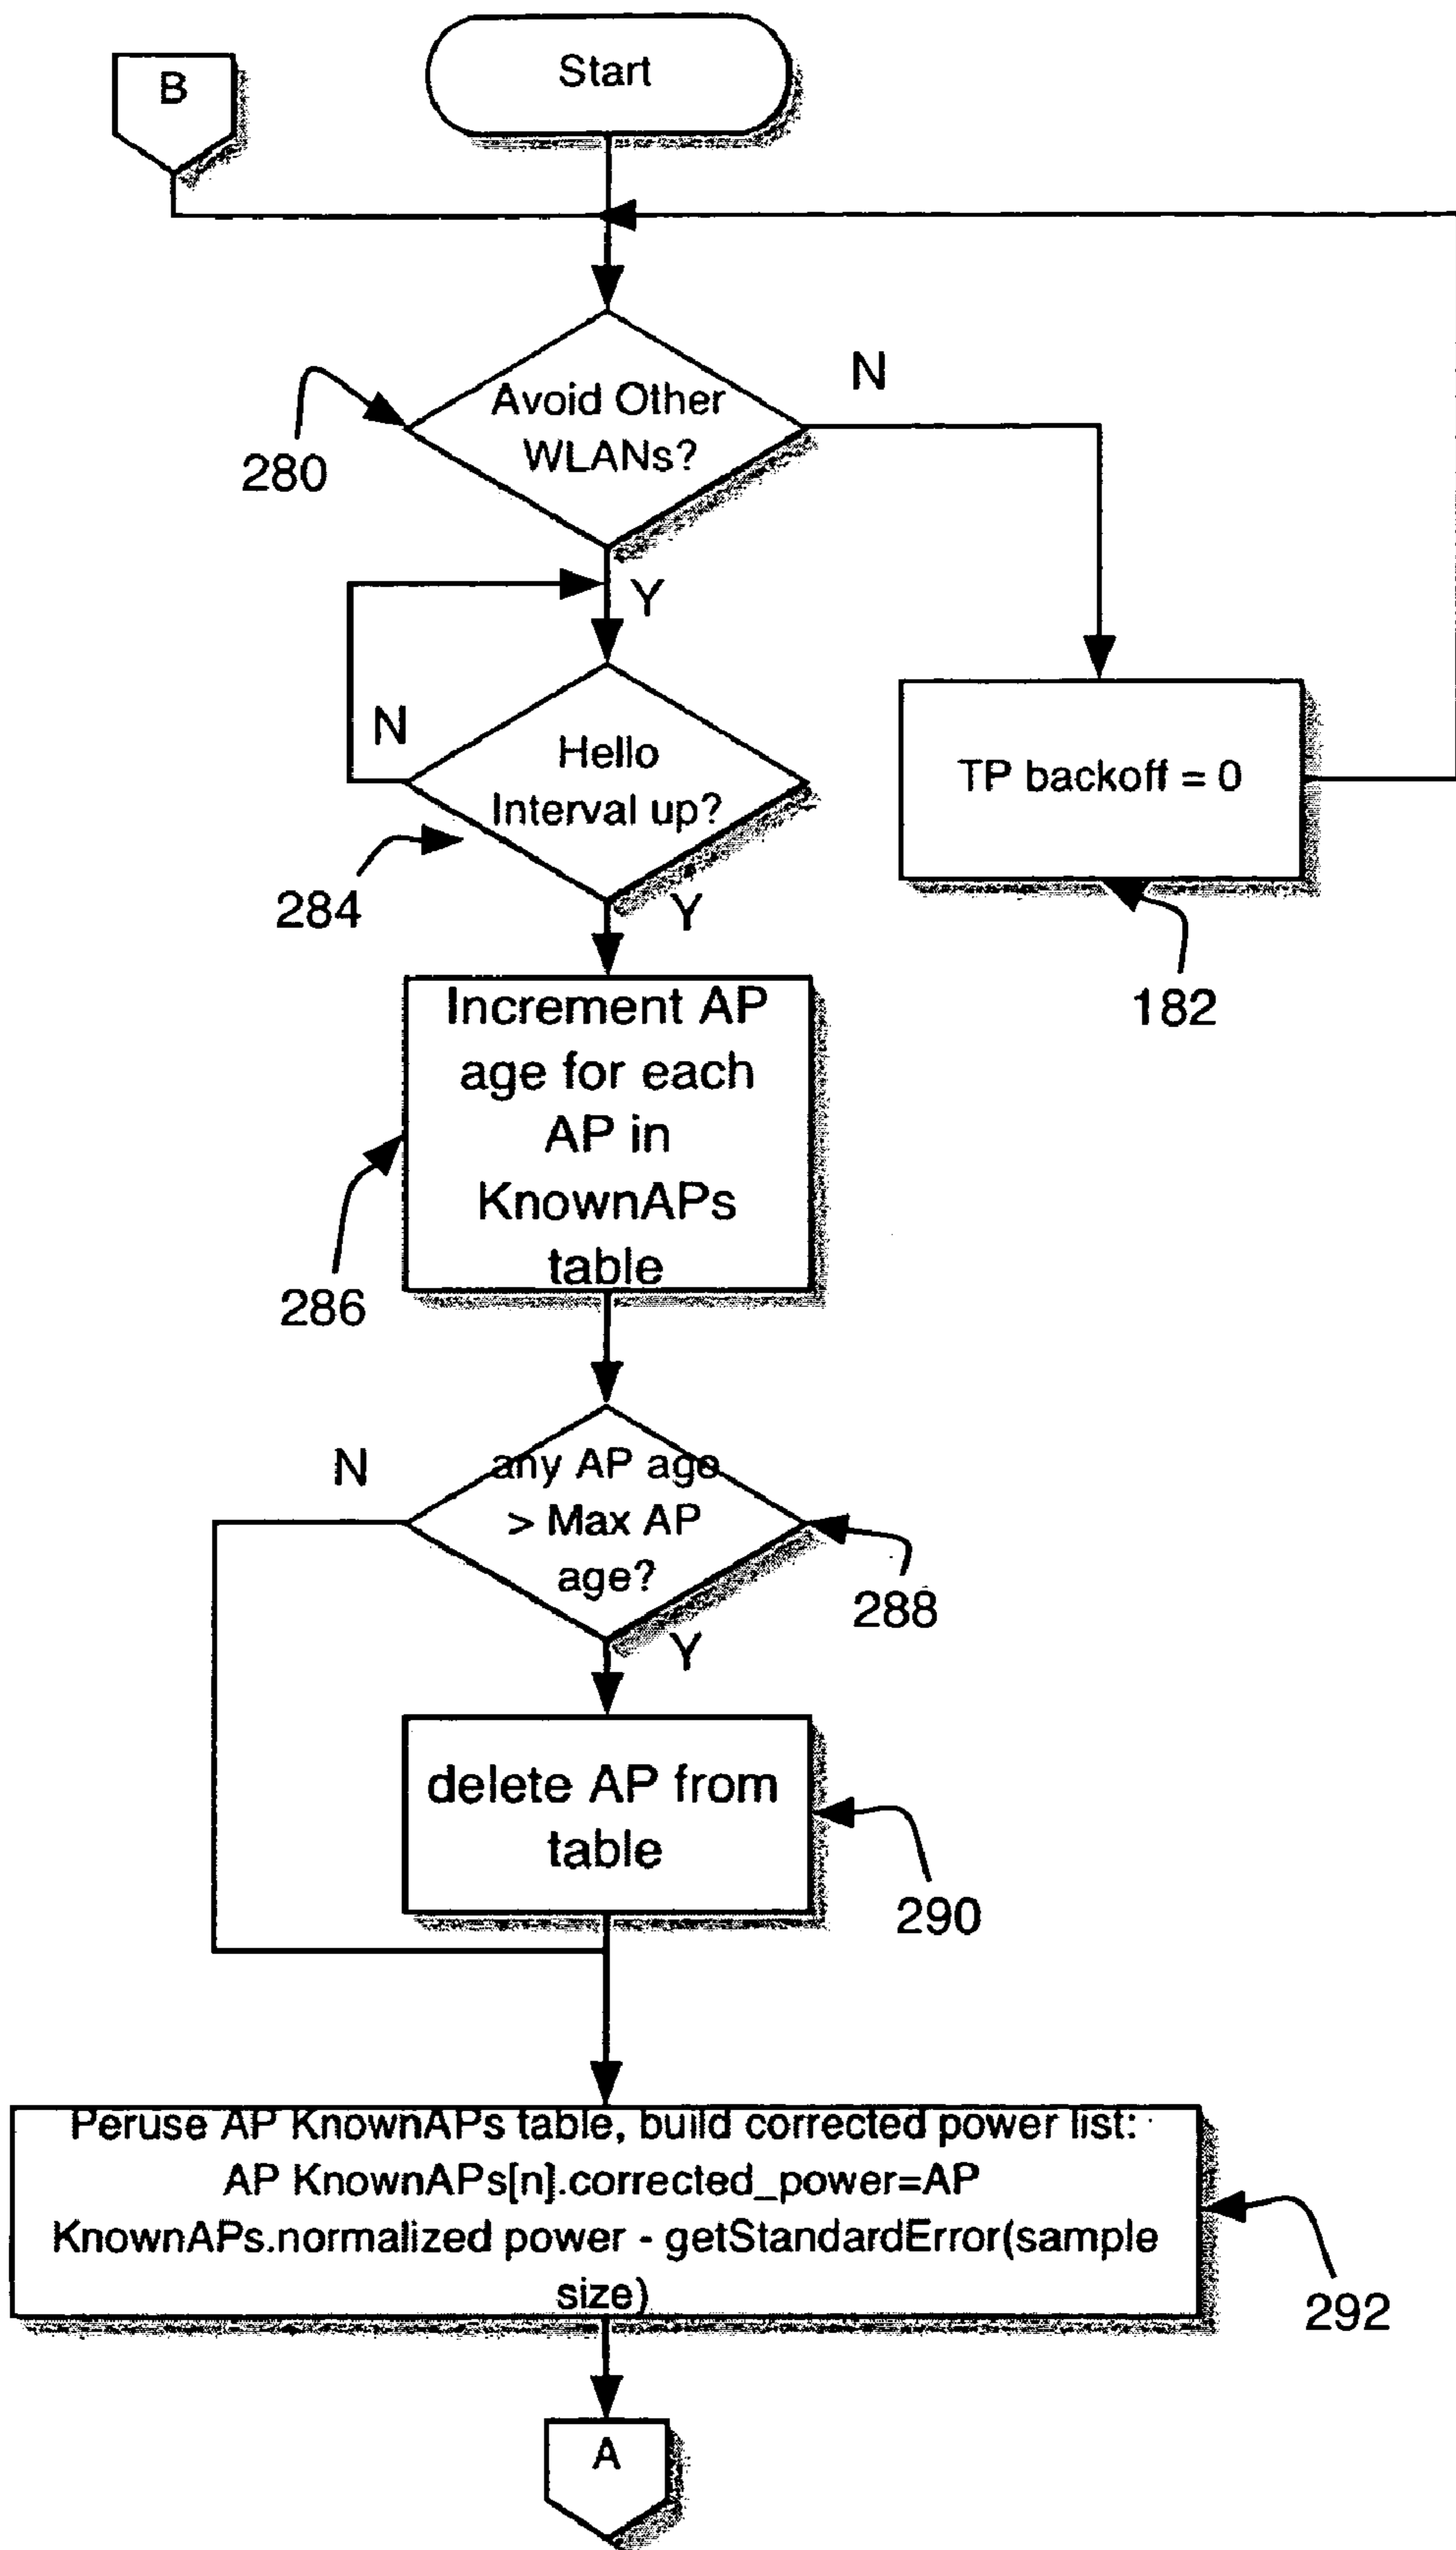 B
Start
Avoid Other
WLANs?
N
280
Y
N
Hello
Interval up?
TP backoff = 0
284
Y
182
Increment AP
age for each
AP in
KnownAPs
table
286
N
any AP age
> Max AP
age?
288
Y
delete AP from
table
290
Peruse AP KnownAPs table, build corrected power list:
AP KnownAPs[n].corrected_power=AP
KnownAPs.normalized power - getStandardError(sample
size)
292
A